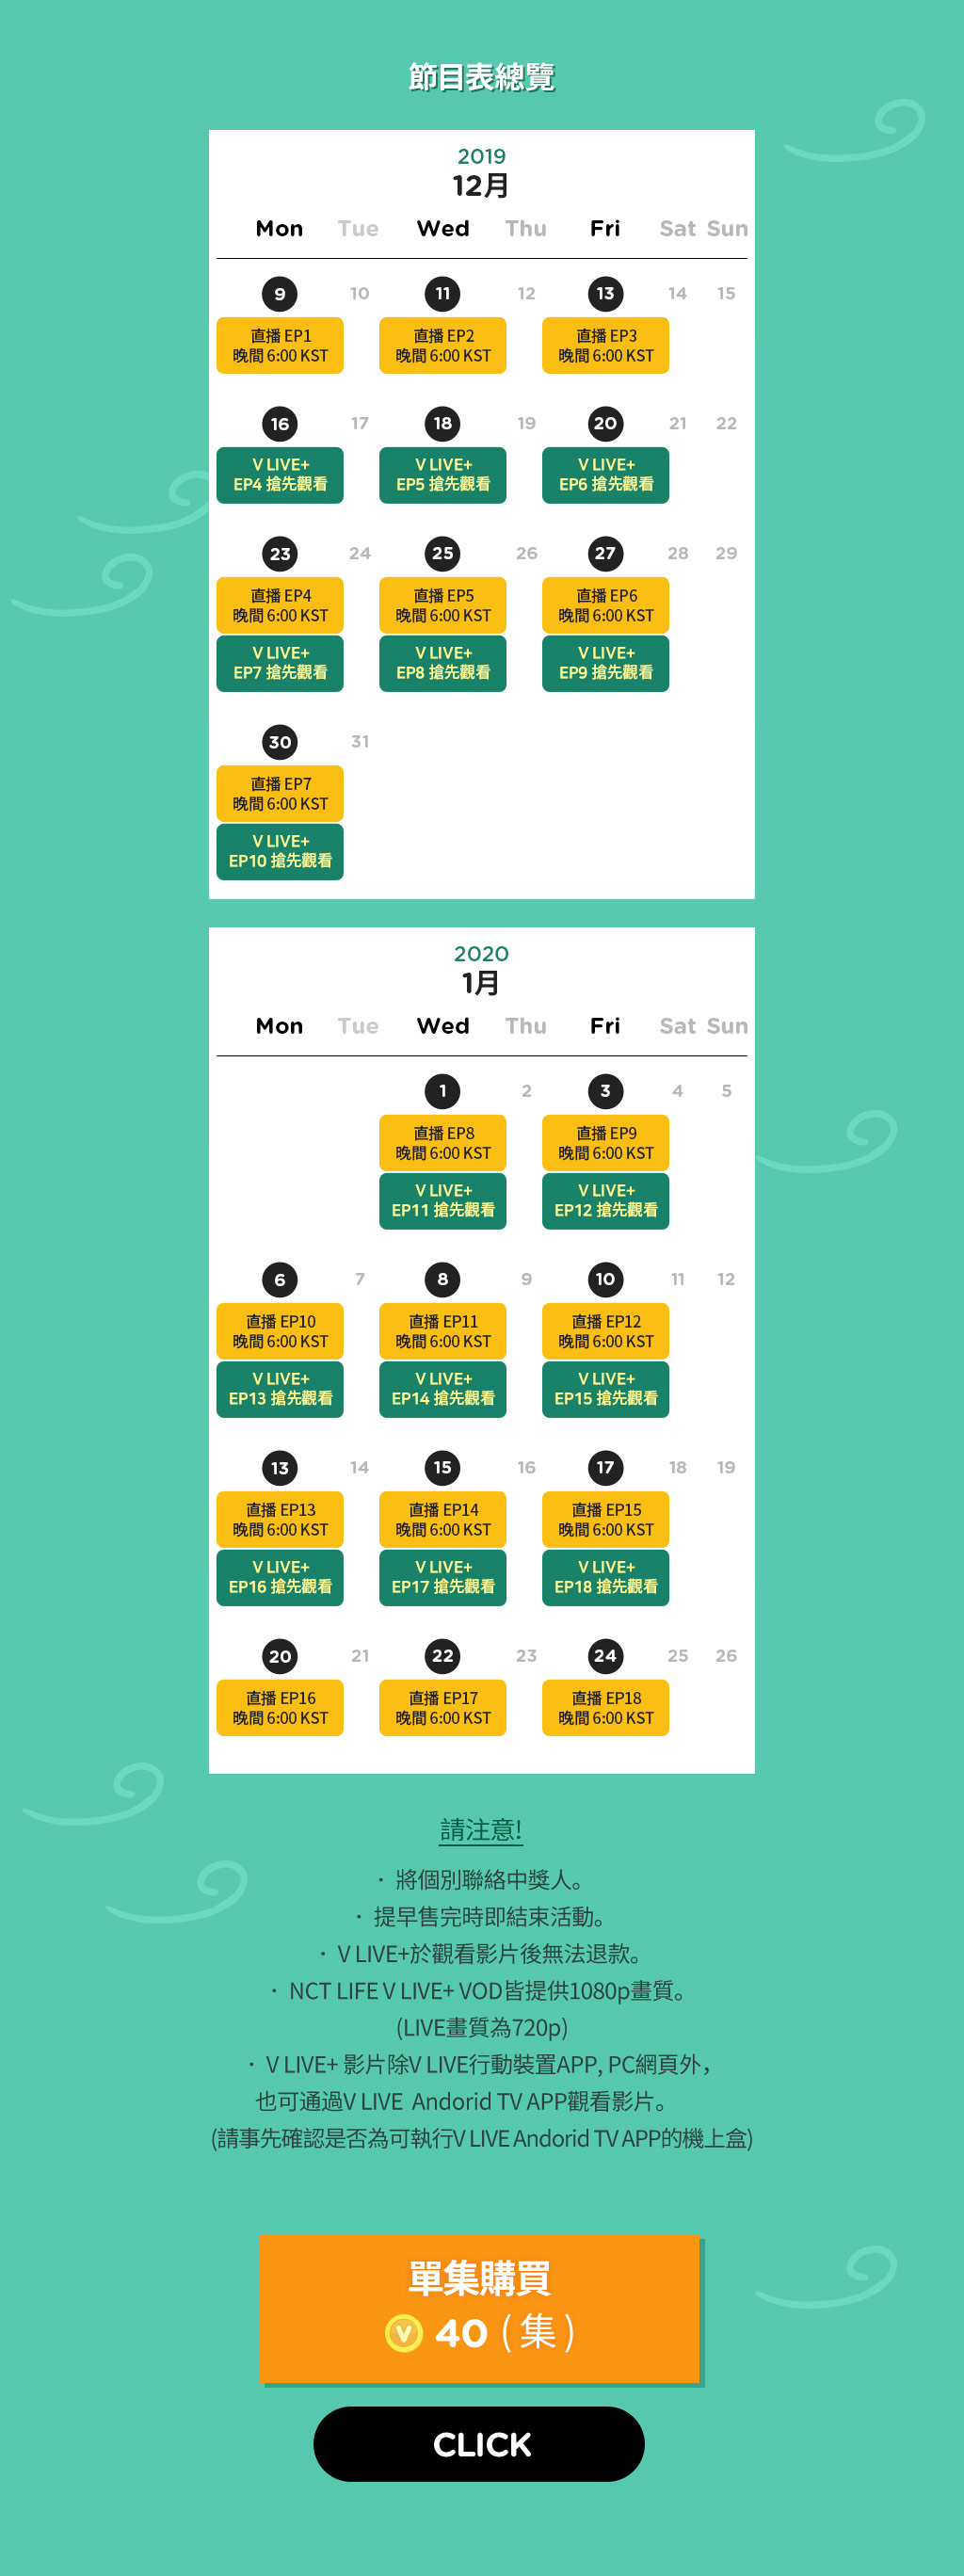 節目表總覽
2019
12月
Mon Tue Wed Thu Fri Sat Sun
9 10 11 12 13 14 15
直播 EP1 直播 EP2 直播 EP3
晚間 6:00 KST 晚間 6:00 KST 晚間 6:00 KST
16 17 18 19 20 21 22
V LIVE+ V LIVE+ V LIVE+
EP4 搶先觀看 EP5 搶先觀看 EP6 搶先觀看
23 24 25 26 27 28 29
直播 EP4 直播 EP5 直播 EP6
晚間 6:00 KST 晚間 6:00 KST 晚間 6:00 KST
V LIVE+ V LIVE+ V LIVE+
EP7 搶先觀看 EP8 搶先觀看 EP9 搶先觀看
30 31
直播 EP7
晚間 6:00 KST
V LIVE+
EP10 搶先觀看
2020
1月
Mon Tue Wed Thu Fri Sat Sun
1 2 3 4 5
直播 EP8 直播 EP9
晚間 6:00 KST 晚間 6:00 KST
V LIVE+ V LIVE+
EP11 搶先觀看 EP12 搶先觀看
6 7 8 9 10 11 12
直播 EP10 直播 EP11 直播 EP12
晚間 6:00 KST 晚間 6:00 KST 晚間 6:00 KST
V LIVE+ V LIVE+ V LIVE+
EP13 搶先觀看 EP14 搶先觀看 EP15 搶先觀看
13 14 15 16 17 18 19
直播 EP13 直播 EP14 直播 EP15
晚間 6:00 KST 晚間 6:00 KST 晚間 6:00 KST
V LIVE+ V LIVE+ V LIVE+
EP16 搶先觀看 EP17 搶先觀看 EP18 搶先觀看
20 21 22 23 24 25 26
直播 EP16 直播 EP17 直播 EP18
晚間 6:00 KST 晚間 6:00 KST 晚間 6:00 KST
請注意!
· 將個別聯絡中獎人。
· 提早售完時即結束活動。
· V LIVE+於觀看影片後無法退款。
· NCT LIFE V LIVE+ VOD皆提供1080p畫質。
(LIVE畫質為720p)
· V LIVE+ 影片除V LIVE行動裝置APP, PC網頁外，
也可通過V LIVE Andorid TV APP觀看影片。
(請事先確認是否為可執行V LIVE Andorid TV APP的機上盒)
單集購買
V 40 (集)
CLICK